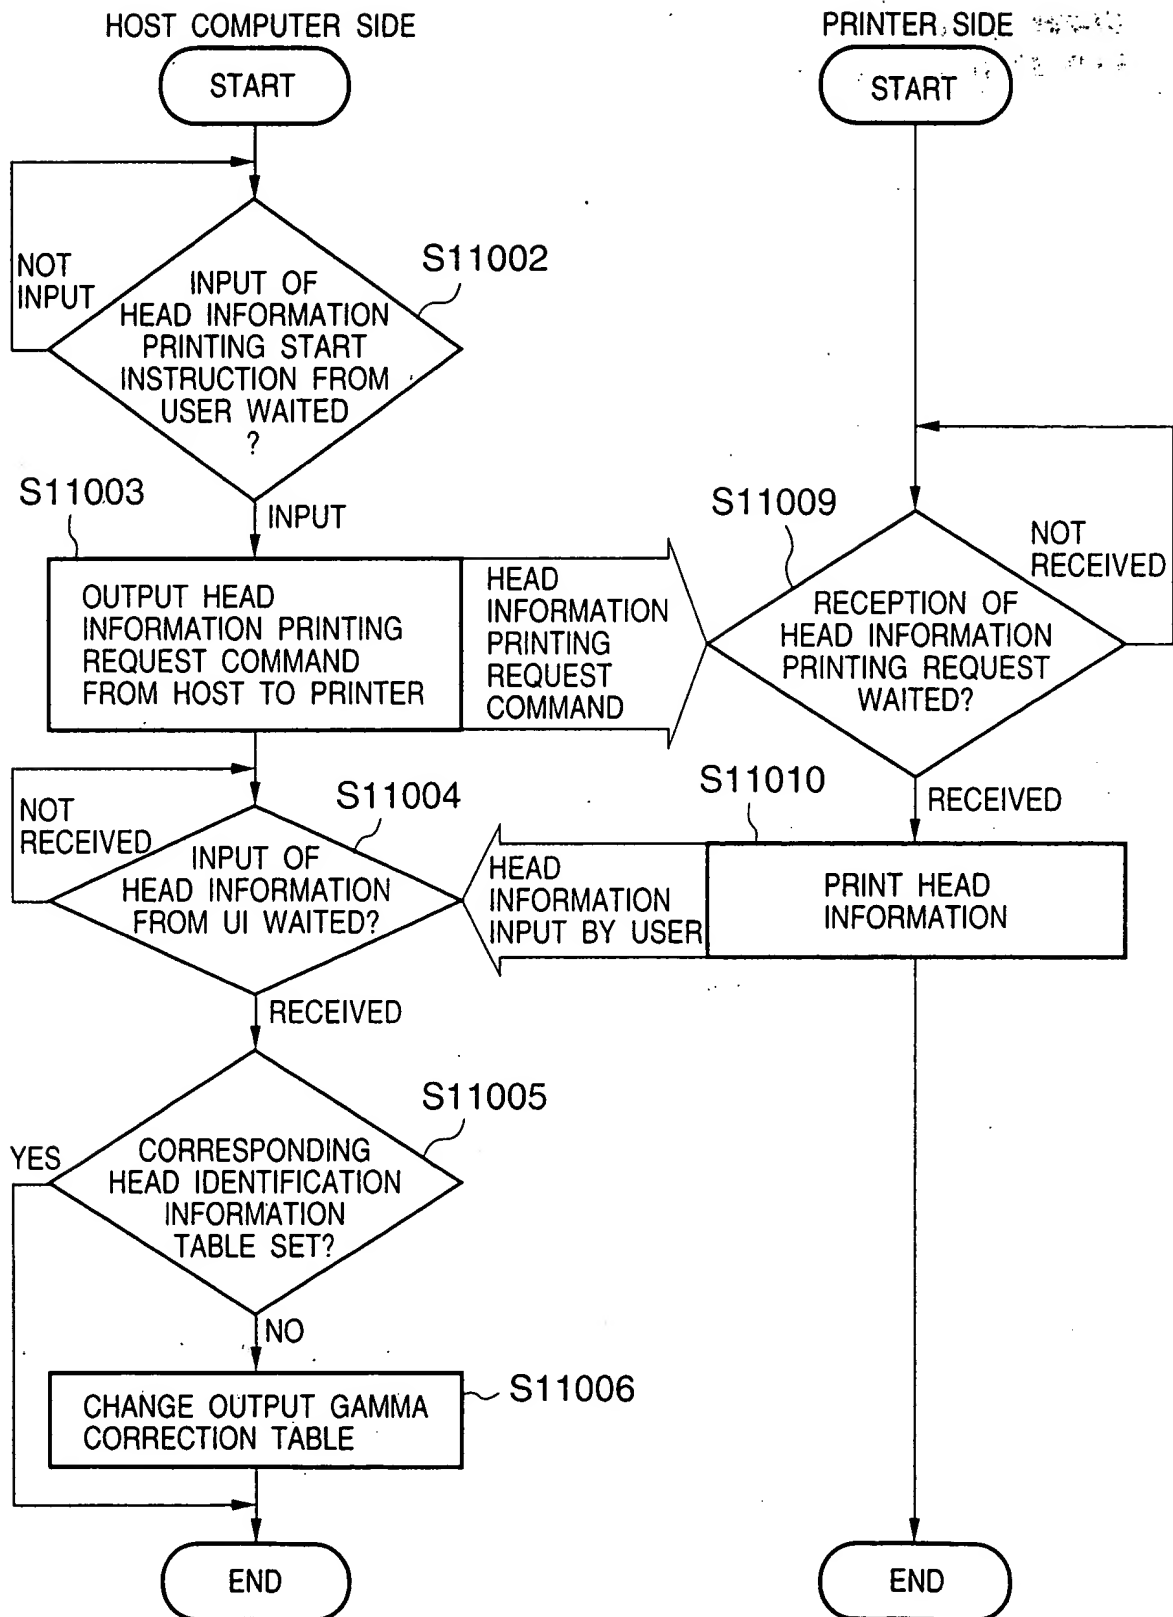 HOST COMPUTER SIDE
START
NOT
INPUT
S11002
INPUT OF
HEAD INFORMATION
PRINTING START
INSTRUCTION FROM
USER WAITED
?
S11003
INPUT
OUTPUT HEAD
INFORMATION PRINTING
REQUEST COMMAND
FROM HOST TO PRINTER
HEAD
INFORMATION
PRINTING
REQUEST
COMMAND
NOT
RECEIVED
S11004
INPUT OF
HEAD INFORMATION
FROM UI WAITED?
HEAD
INFORMATION
INPUT BY USER
RECEIVED
S11005
YES
CORRESPONDING
HEAD IDENTIFICATION
INFORMATION
TABLE SET?
NO
S11006
CHANGE OUTPUT GAMMA
CORRECTION TABLE
END
PRINTER SIDE
START
S11009
NOT
RECEIVED
RECEPTION OF
HEAD INFORMATION
PRINTING REQUEST
WAITED?
S11010
RECEIVED
PRINT HEAD
INFORMATION
END